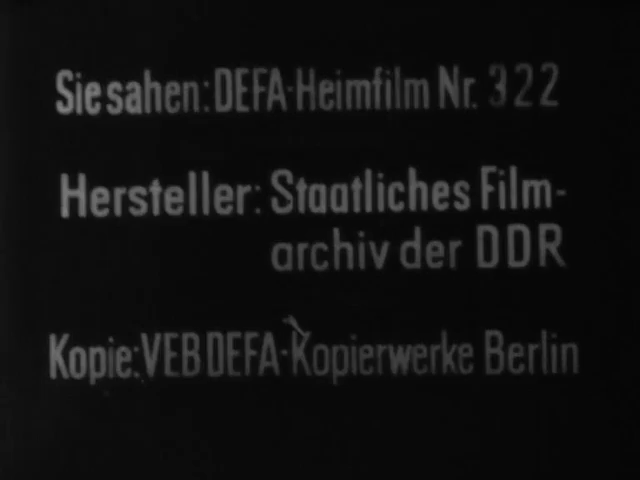 Sie sahen: DEFA-Heimfilm Nr. 322
Hersteller: Staatliches Film-
archiv der DDR
Kopie: VEB DEFA-Kopierwerke Berlin